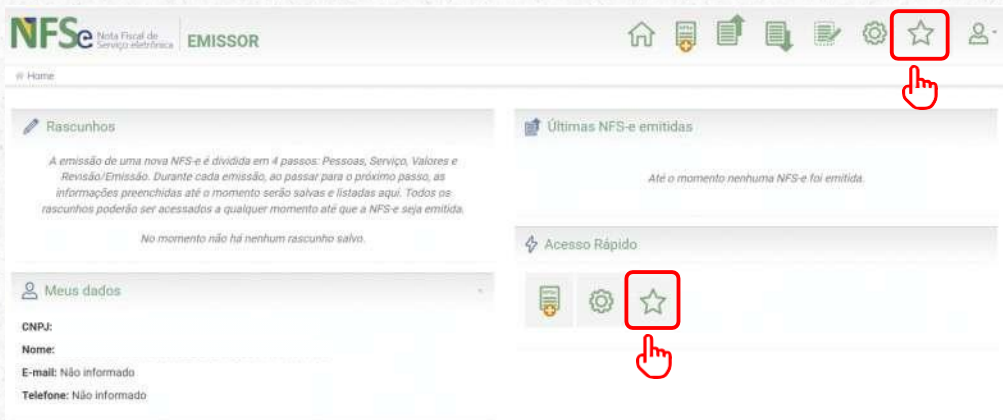 NFSe Nota Fiscal de Serviço eletrônica EMISSOR
Home
Rascunhos
A emissão de uma nova NFS-e é dividida em 4 passos: Pessoas, Serviço, Valores e
Revisão/Emissão. Durante cada emissão, ao passar para o próximo passo, as
informações preenchidas até o momento serão salvas e listadas aqui. Todos os
rascunhos poderão ser acessados a qualquer momento até que a NFS-e seja emitida.
No momento não há nenhum rascunho salvo.
Meus dados
CNPJ:
Nome:
E-mail: Não informado
Telefone: Não informado
Últimas NFS-e emitidas
Até o momento nenhuma NFS-e foi emitida.
Acesso Rápido